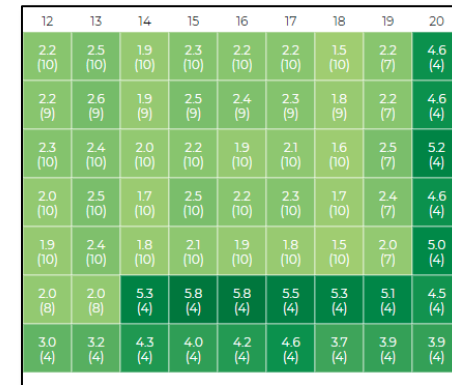 12 13 14 15 16 17 18 19 20
2.2 2.5 1.9 2.3 2.2 2.2 1.5 2.2 4.6
(10) (10) (10) (10) (10) (10) (10) (7) (4)
2.2 2.6 1.9 2.5 2.4 2.3 1.8 2.2 4.6
(9) (9) (9) (9) (9) (9) (9) (7) (4)
2.3 2.4 2.0 2.2 1.9 2.1 1.6 2.5 5.2
(10) (10) (10) (10) (10) (10) (10) (7) (4)
2.0 2.5 1.7 2.5 2.2 2.3 1.7 2.4 4.6
(10) (10) (10) (10) (10) (10) (10) (7) (4)
1.9 2.4 1.8 2.1 1.9 1.8 1.5 2.0 5.0
(10) (10) (10) (10) (10) (10) (10) (7) (4)
2.0 2.0 5.3 5.8 5.8 5.5 5.3 5.1 4.5
(8) (8) (4) (4) (4) (4) (4) (4) (4)
3.0 3.2 4.3 4.0 4.2 4.6 3.7 3.9 3.9
(4) (4) (4) (4) (4) (4) (4) (4) (4)